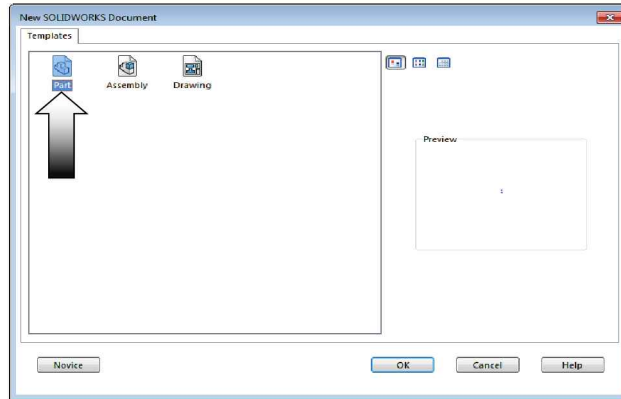 New SOLIDWORKS Document
Templates
Part Assembly Drawing
Preview
Novice OK Cancel Help